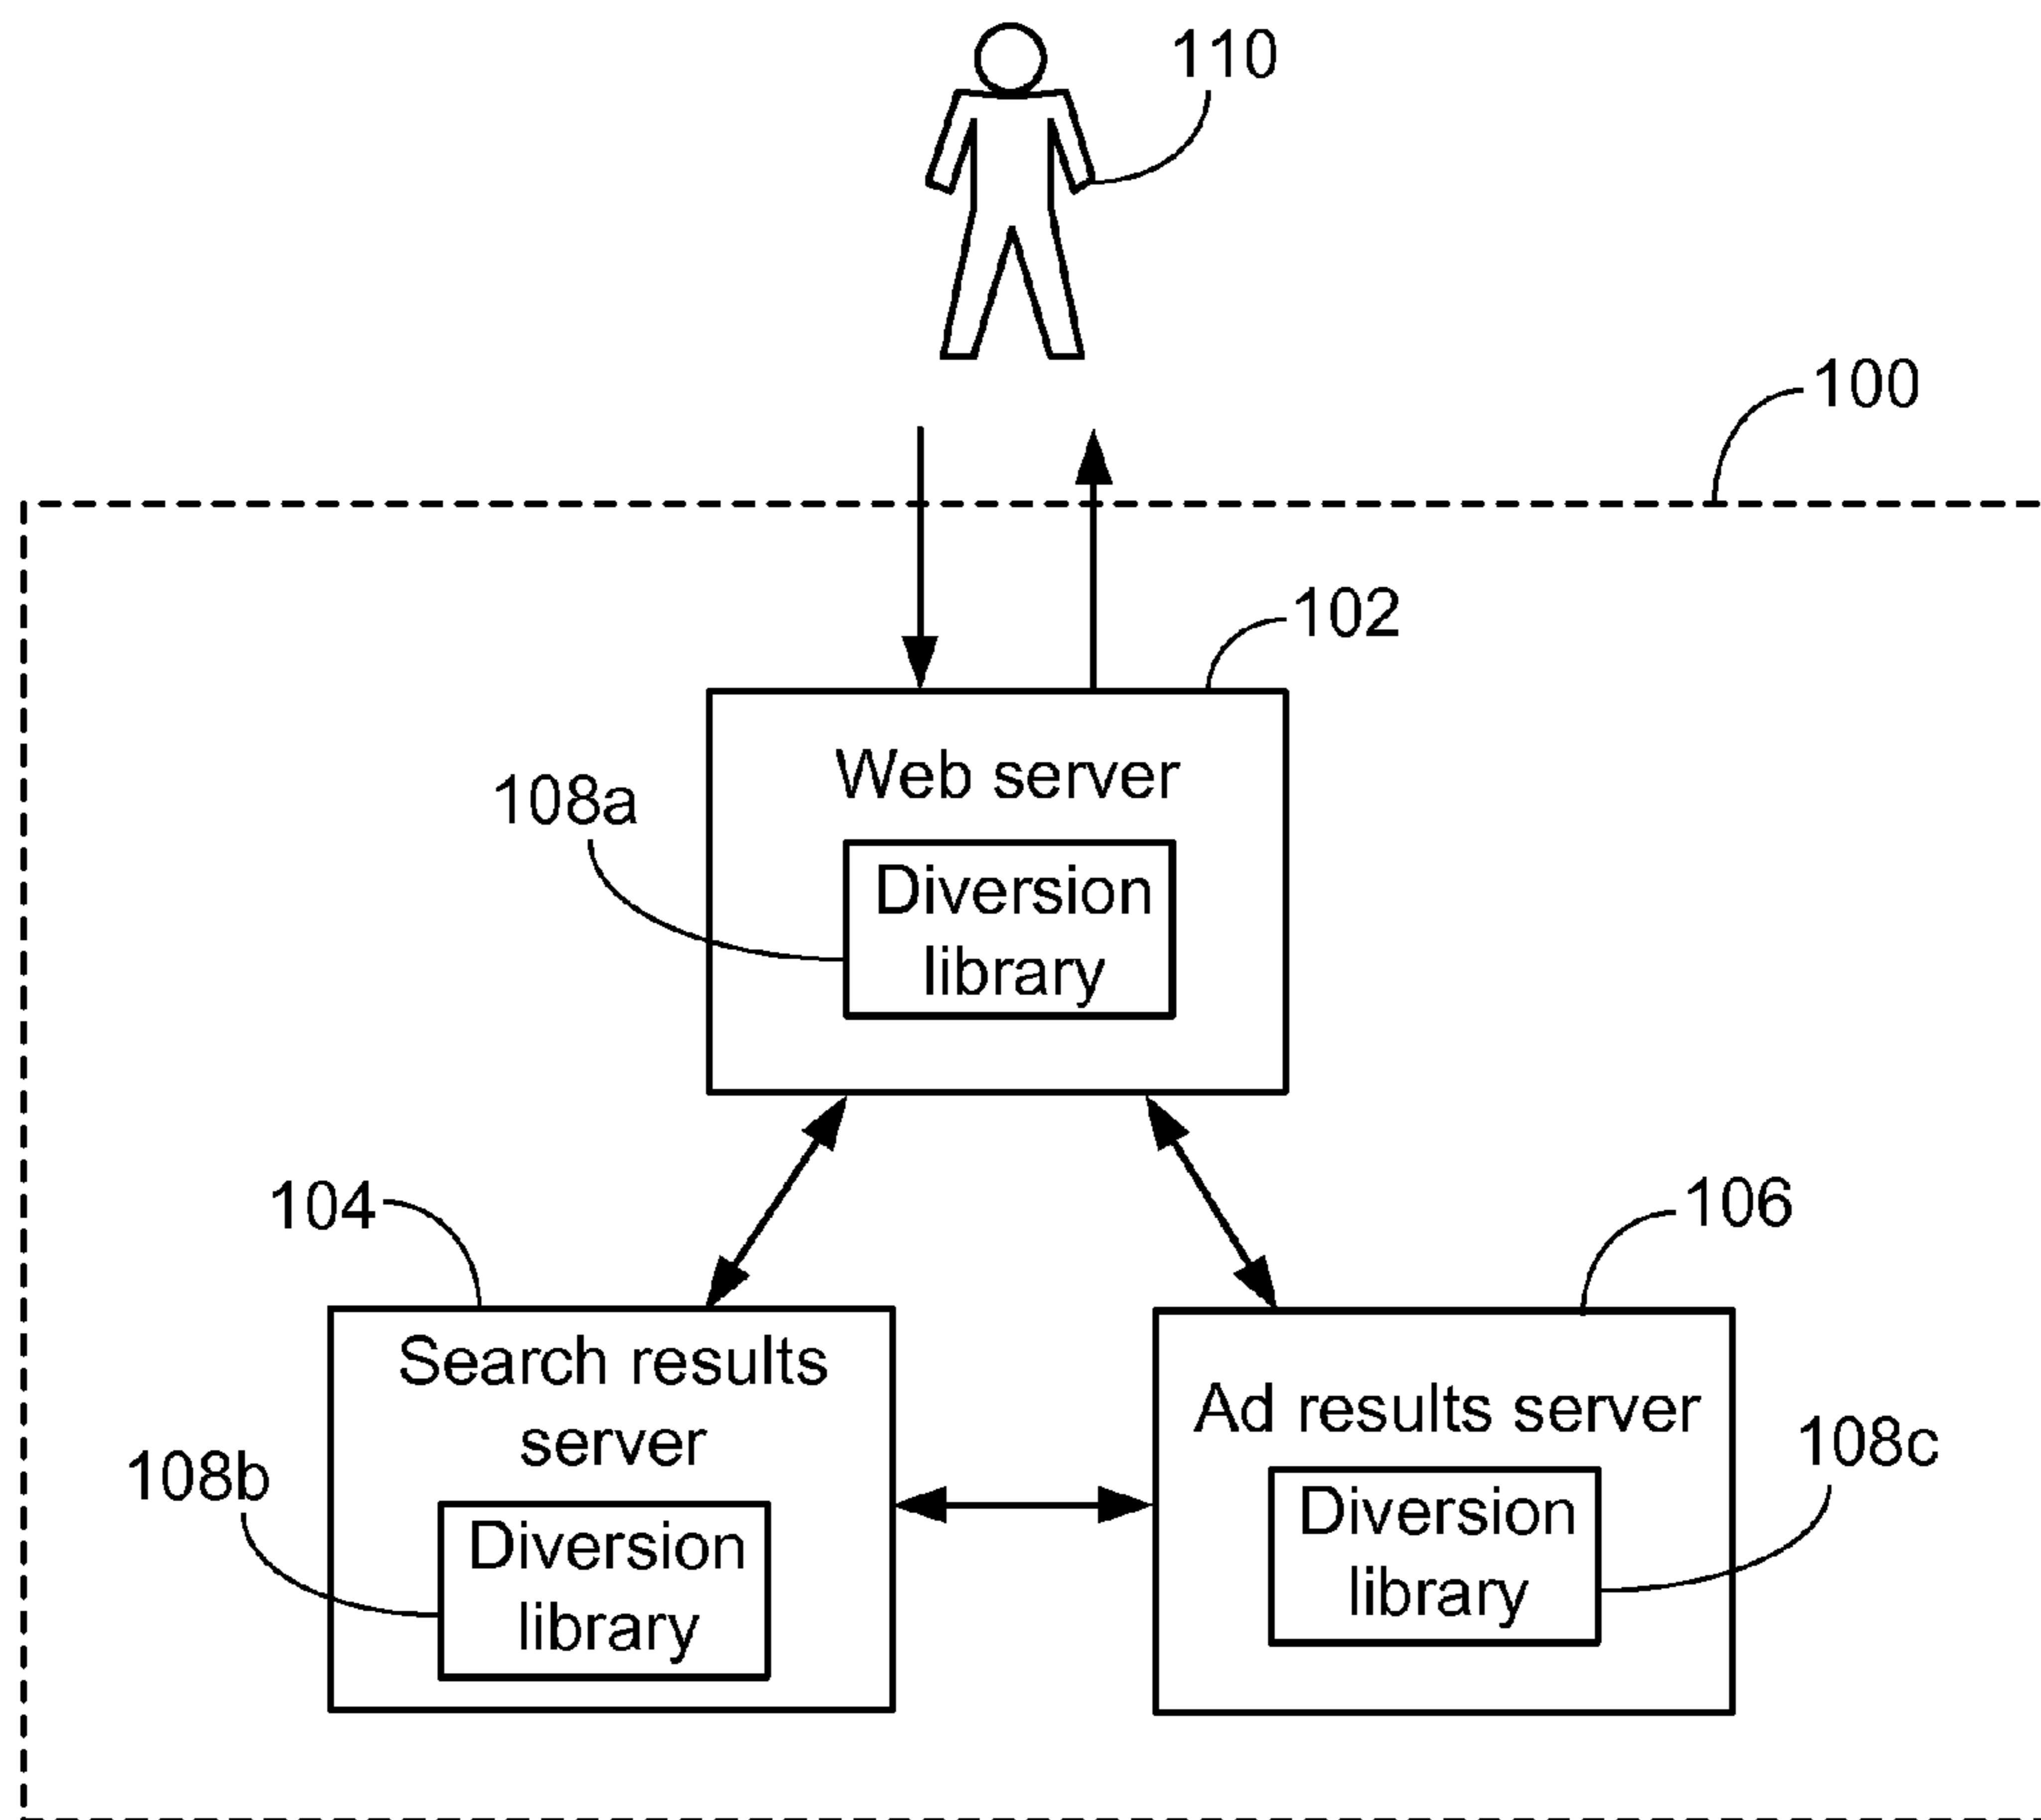 110
100
102
Web server
108a
Diversion
library
104
106
Search results
server
Ad results server
108b
108c
Diversion
library
Diversion
library